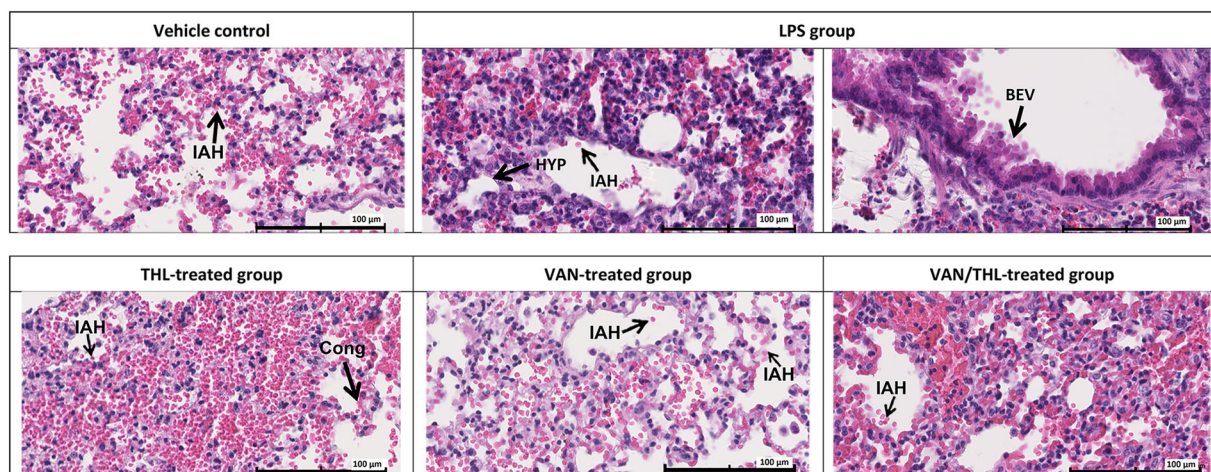 Vehicle control
LPS group
IAH
100 µm
HYP
IAH
100 µm
BEV
100 µm
THL-treated group
VAN-treated group
VAN/THL-treated group
IAH
Cong
100 µm
IAH
IAH
100 µm
IAH
100 µm